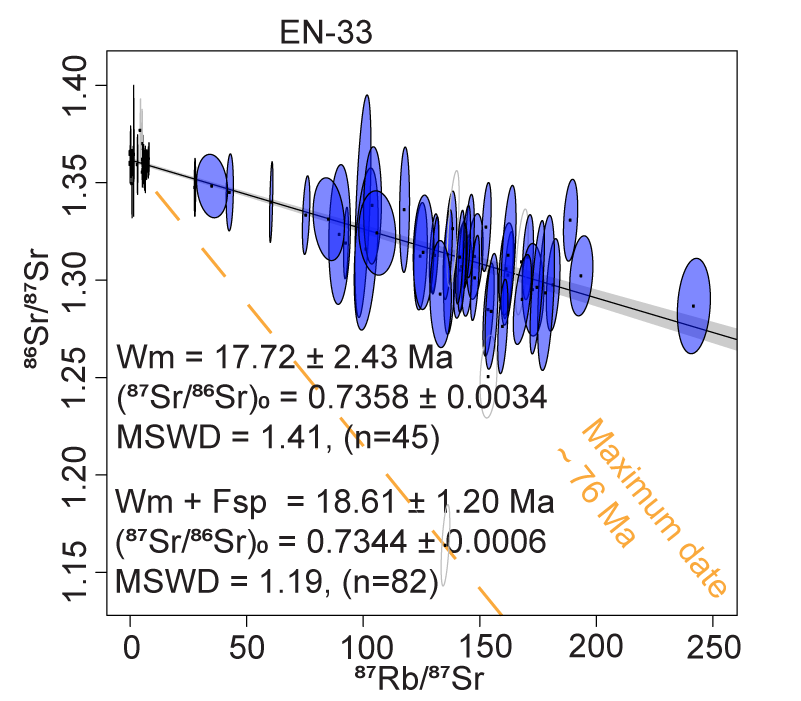 EN-33
1.40
1.35
1.30
1.25
1.20
1.15
⁸⁶Sr/⁸⁷Sr
Wm = 17.72 ± 2.43 Ma
(⁸⁷Sr/⁸⁶Sr)₀ = 0.7358 ± 0.0034
MSWD = 1.41, (n=45)
Wm + Fsp = 18.61 ± 1.20 Ma
(⁸⁷Sr/⁸⁶Sr)₀ = 0.7344 ± 0.0006
MSWD = 1.19, (n=82)
Maximum date
~ 76 Ma
0 50 100 150 200 250
⁸⁷Rb/⁸⁷Sr